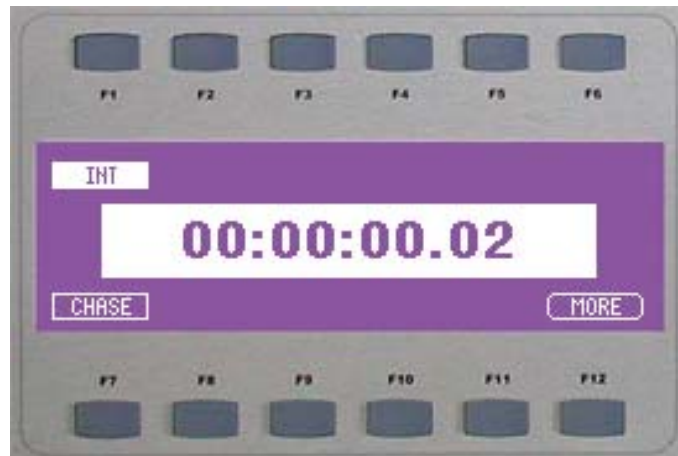 F1 F2 F3 F4 F5 F6
INT
00:00:00.02
CHASE MORE
F7 F8 F9 F10 F11 F12